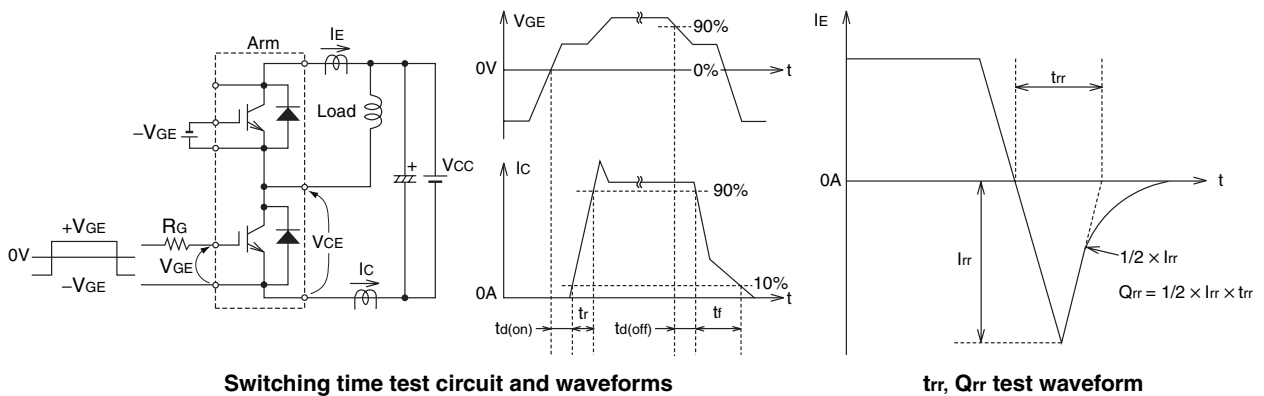 Arm
IE
Load
−VGE
+
VCC
+VGE
0V
−VGE
RG
VGE
VCE
IC
VGE
90%
0V
0%
t
IC
90%
10%
0A
t
tr
td(on)
td(off)
tf
Switching time test circuit and waveforms
IE
trr
0A
t
Irr
1/2 × Irr
Qrr = 1/2 × Irr × trr
trr, Qrr test waveform